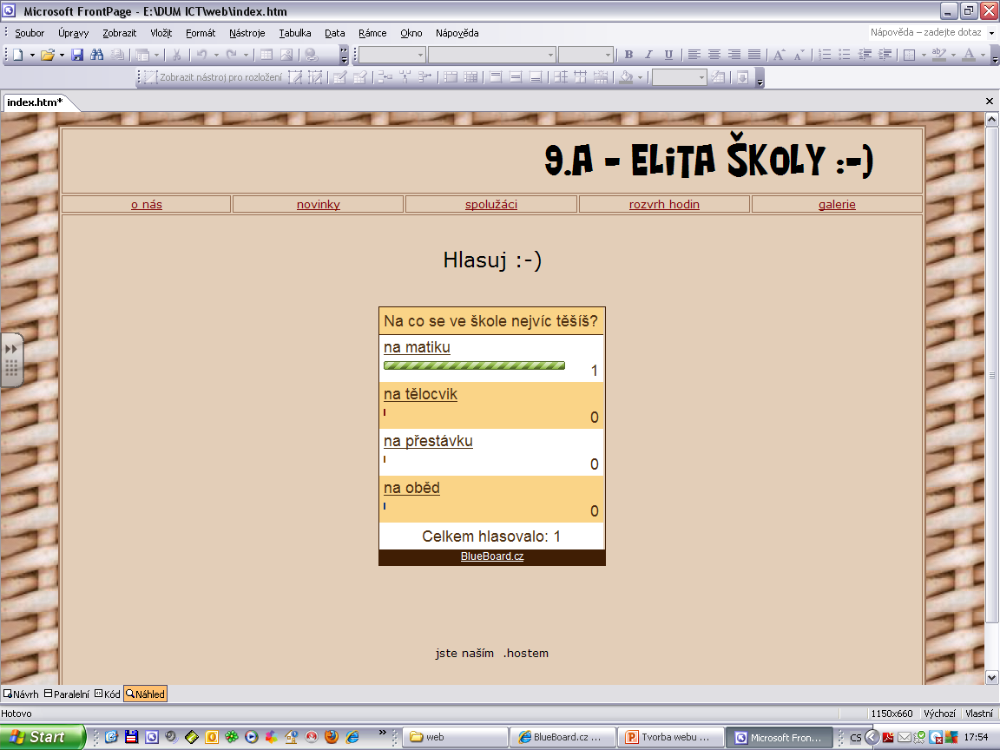 Microsoft FrontPage - E:\DUM ICT\web\index.htm
Soubor Úpravy Zobrazit Vložit Formát Nástroje Tabulka Data Rámce Okno Nápověda
Nápověda – zadejte dotaz
Zobrazit nástroj pro rozložení
index.htm*
9.A - ELITA ŠKOLY :-)
o nás novinky spolužáci rozvrh hodin galerie
Hlasuj :-)
Na co se ve škole nejvíc těšíš?
na matiku
1
na tělocvik
0
na přestávku
0
na oběd
0
Celkem hlasovalo: 1
BlueBoard.cz
jste naším .hostem
Návrh Paralelní Kód Náhled
Hotovo 1150x660 Výchozí Vlastní
Start web BlueBoard.cz ... Tvorba webu ... Microsoft Fron... CS 17:54